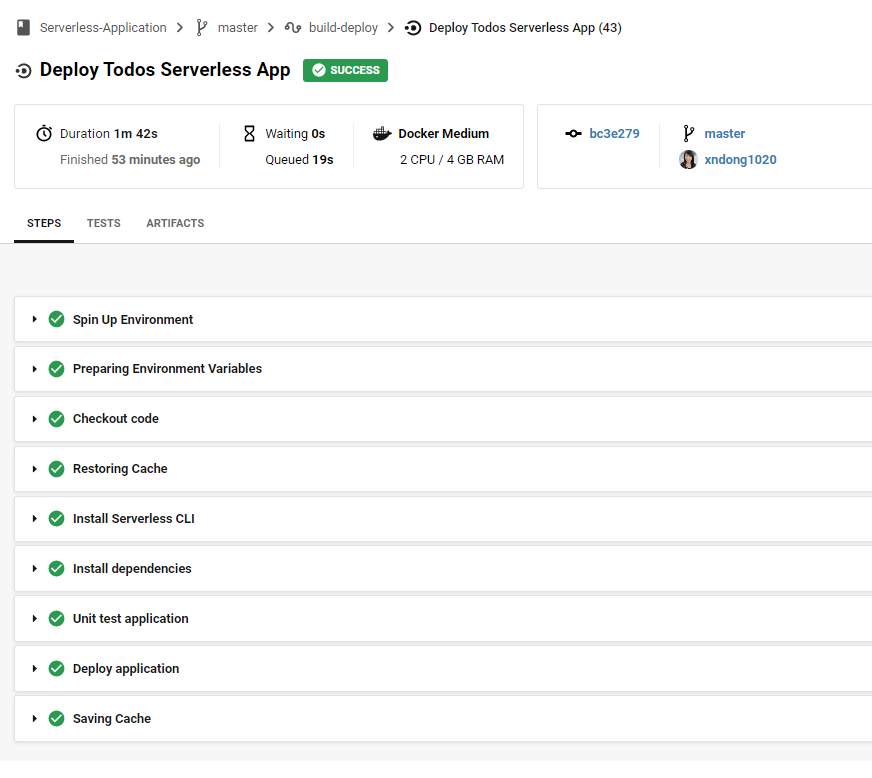 Serverless-Application master build-deploy Deploy Todos Serverless App (43)
Deploy Todos Serverless App SUCCESS
Duration 1m 42s Waiting 0s Docker Medium bc3e279 master
Finished 53 minutes ago Queued 19s 2 CPU / 4 GB RAM xndong1020
STEPS TESTS ARTIFACTS
Spin Up Environment
Preparing Environment Variables
Checkout code
Restoring Cache
Install Serverless CLI
Install dependencies
Unit test application
Deploy application
Saving Cache